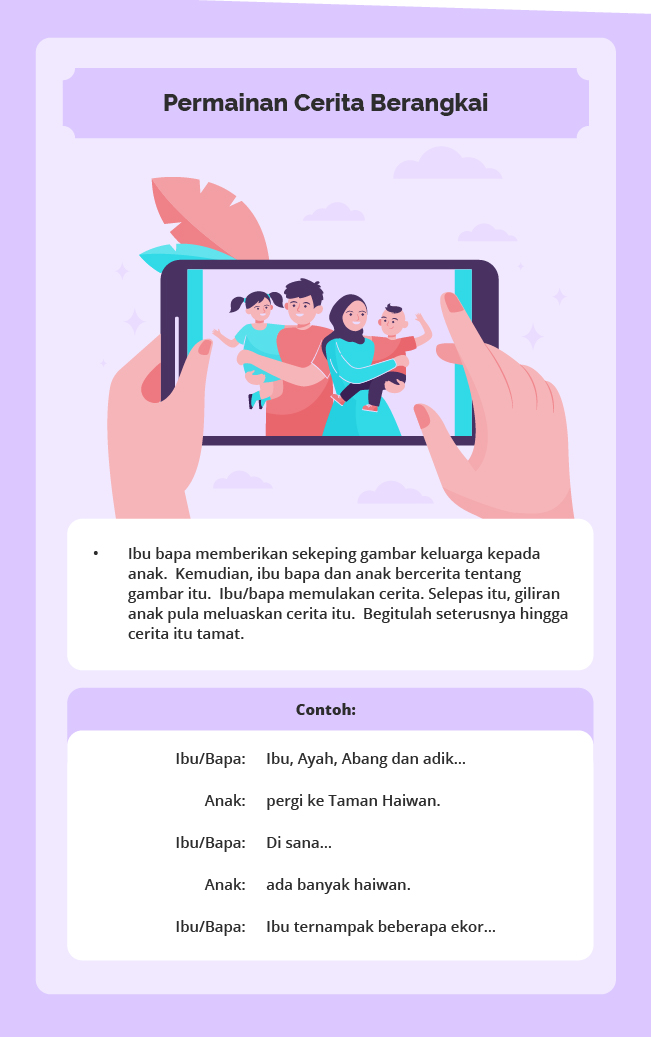 Permainan Cerita Berangkai
• Ibu bapa memberikan sekeping gambar keluarga kepada
anak.  Kemudian, ibu bapa dan anak bercerita tentang
gambar itu.  Ibu/bapa memulakan cerita. Selepas itu, giliran
anak pula meluaskan cerita itu.  Begitulah seterusnya hingga
cerita itu tamat.
Contoh:
Ibu/Bapa: Ibu, Ayah, Abang dan adik...
Anak: pergi ke Taman Haiwan.
Ibu/Bapa: Di sana...
Anak: ada banyak haiwan.
Ibu/Bapa: Ibu ternampak beberapa ekor...